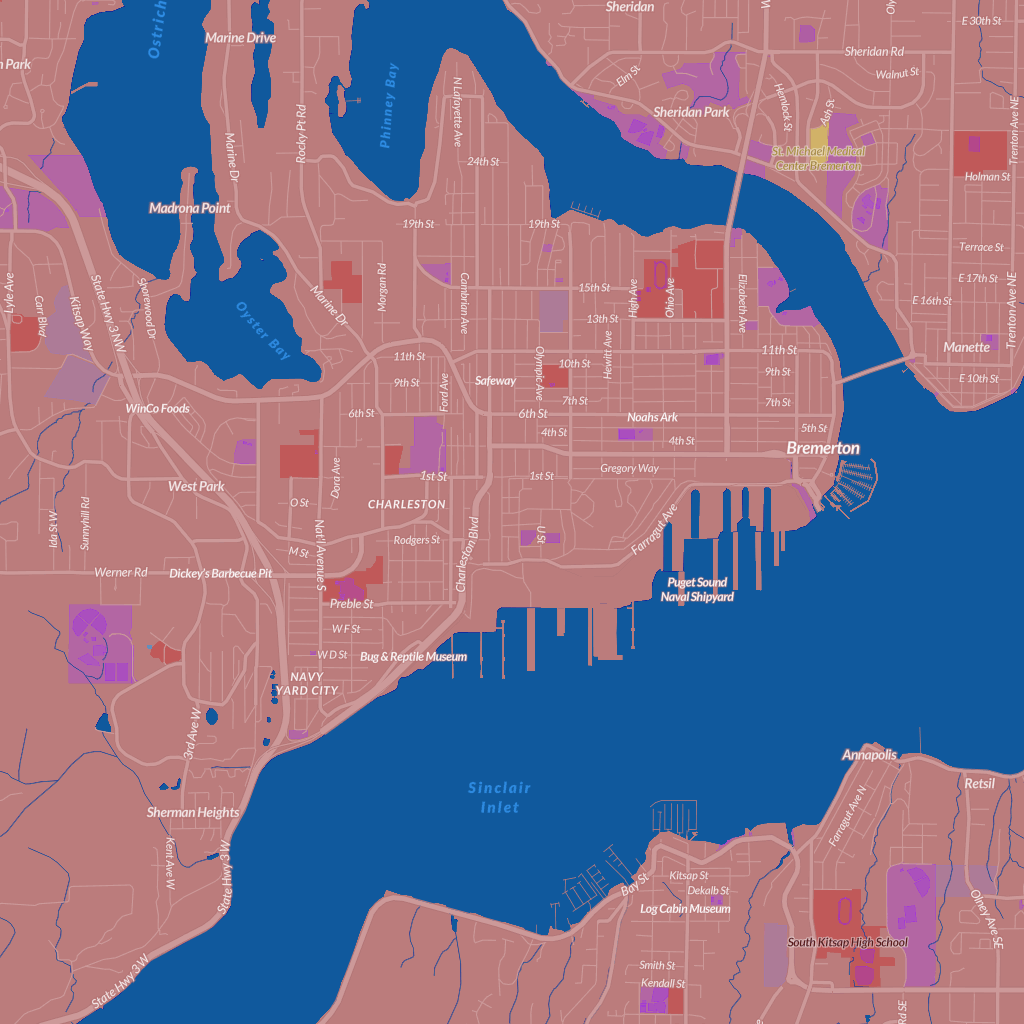 Sheridan
W
E 30th St
Ostrich
Marine Drive
Sheridan Rd
Elm St
Walnut St
Phinney Bay
N Lafayette Ave
Hemlock St
Ash St
Sheridan Park
Trenton Ave NE
Rocky Pt Rd
Marine Dr
24th St
St. Michael Medical
Center Bremerton
Holman St
Madrona Point
19th St
19th St
Terrace St
Lyle Ave
Carr Blvd
State Hwy 3 NW
Kitsap Way
Shorewood Dr
Marine Dr
Morgan Rd
Cambrian Ave
15th St
High Ave
Ohio Ave
Elizabeth Ave
E 17th St
E 16th St
Trenton Ave NE
Oyster Bay
13th St
Hewitt Ave
11th St
11th St
Manette
10th St
Olympic Ave
9th St
9th St
E 10th St
Ford Ave
Safeway
WinCo Foods
7th St
7th St
6th St
6th St
Noahs Ark
5th St
4th St
4th St
Bremerton
Gregory Way
West Park
Dora Ave
1st St
1st St
O St
CHARLESTON
Ida St W
Sunnyhill Rd
Nat'l Avenue S
Charleston Blvd
U St
Farragut Ave
Rodgers St
M St
Werner Rd
Dickey's Barbecue Pit
Puget Sound
Naval Shipyard
Preble St
W F St
W D St
Bug & Reptile Museum
NAVY
YARD CITY
3rd Ave W
Annapolis
Retsil
Sinclair
Inlet
Sherman Heights
Farragut Ave N
Kent Ave W
State Hwy 3 W
Bay St
Kitsap St
Dekalb St
Log Cabin Museum
Olney Ave SE
South Kitsap High School
State Hwy 3 W
Smith St
Kendall St
Rd SE